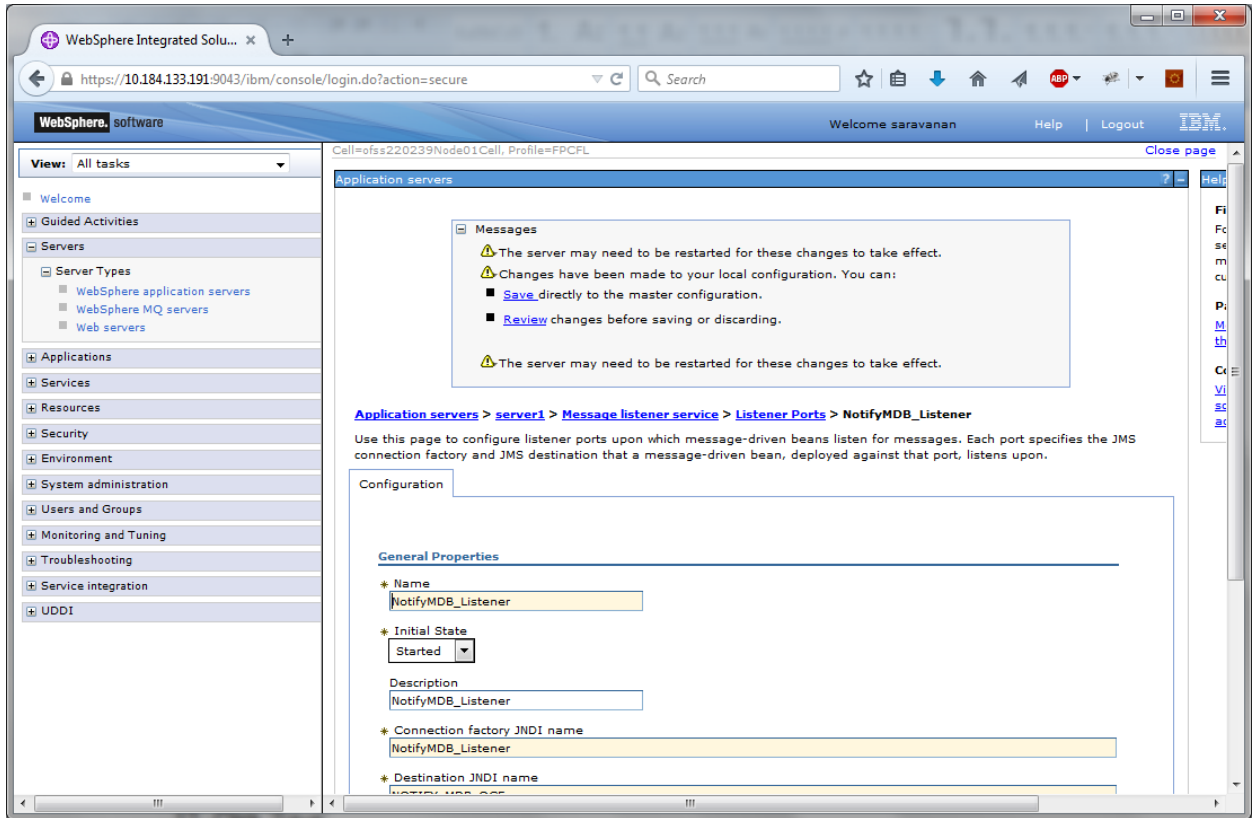 WebSphere Integrated Solu... × +
https://10.184.133.191:9043/ibm/console/login.do?action=secure Search ABP
WebSphere. software Welcome saravanan Help | Logout IBM.
View: All tasks
Welcome
Guided Activities
Servers
Server Types
WebSphere application servers
WebSphere MQ servers
Web servers
Applications
Services
Resources
Security
Environment
System administration
Users and Groups
Monitoring and Tuning
Troubleshooting
Service integration
UDDI
Cell=ofss220239Node01Cell, Profile=FPCFL Close page
Application servers ? –
Messages
The server may need to be restarted for these changes to take effect.
Changes have been made to your local configuration. You can:
Save directly to the master configuration.
Review changes before saving or discarding.
The server may need to be restarted for these changes to take effect.
Application servers > server1 > Message listener service > Listener Ports > NotifyMDB_Listener
Use this page to configure listener ports upon which message-driven beans listen for messages. Each port specifies the JMS
connection factory and JMS destination that a message-driven bean, deployed against that port, listens upon.
Configuration
General Properties
* Name
NotifyMDB_Listener
* Initial State
Started
Description
NotifyMDB_Listener
* Connection factory JNDI name
NotifyMDB_Listener
* Destination JNDI name
Help